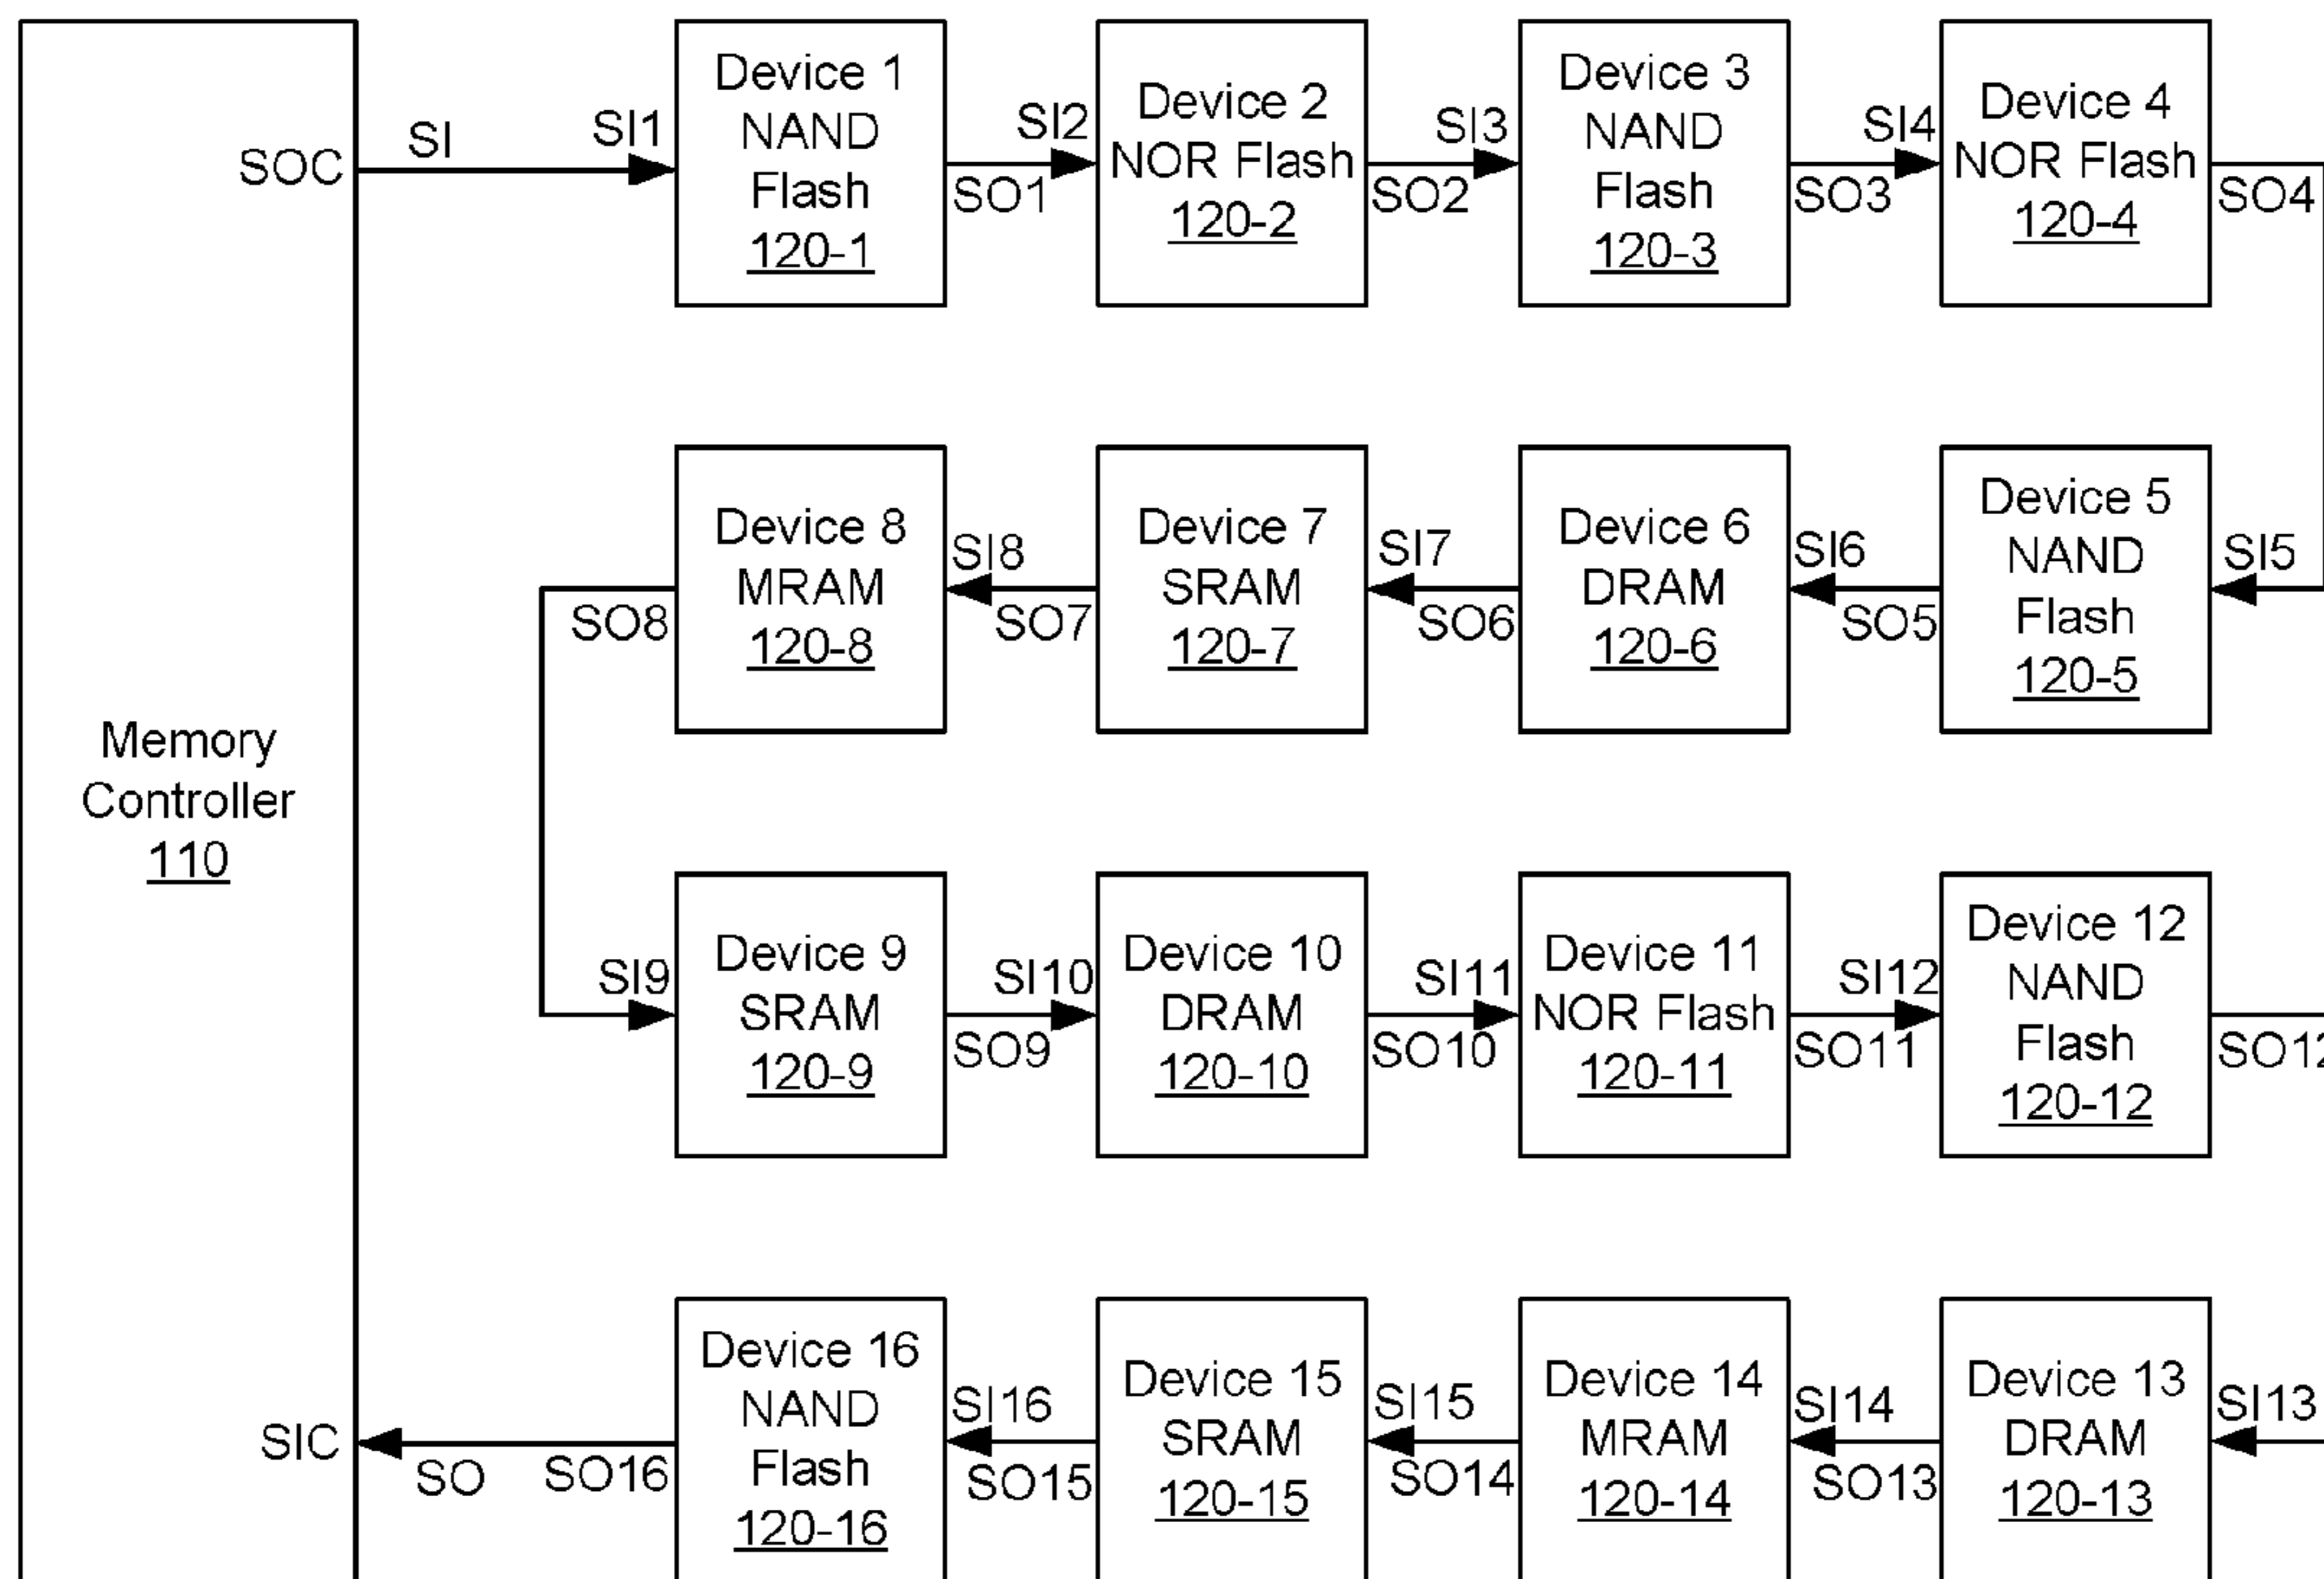 SOC
SI
SI1
Device 1
NAND
Flash
120-1
SI2
SO1
Device 2
NOR Flash
120-2
SI3
SO2
Device 3
NAND
Flash
120-3
SI4
SO3
Device 4
NOR Flash
120-4
SO4
Device 8
MRAM
120-8
SO8
SI8
SO7
Device 7
SRAM
120-7
SI7
SO6
Device 6
DRAM
120-6
SI6
SO5
Device 5
NAND
Flash
120-5
SI5
Memory
Controller
110
SI9
Device 9
SRAM
120-9
SI10
SO9
Device 10
DRAM
120-10
SI11
SO10
Device 11
NOR Flash
120-11
SI12
SO11
Device 12
NAND
Flash
120-12
SO12
SIC
SO
SO16
Device 16
NAND
Flash
120-16
SI16
SO15
Device 15
SRAM
120-15
SI15
SO14
Device 14
MRAM
120-14
SI14
SO13
Device 13
DRAM
120-13
SI13